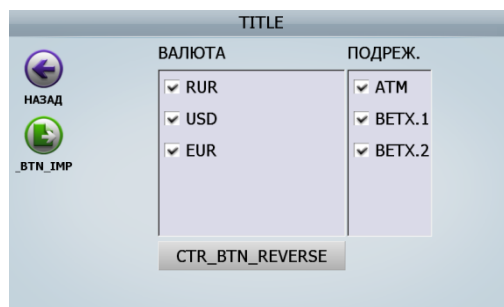 TITLE
ВАЛЮТА
ПОДРЕЖ.
НАЗАД
_BTN_IMP
RUR
USD
EUR
ATM
ВЕТХ.1
ВЕТХ.2
CTR_BTN_REVERSE